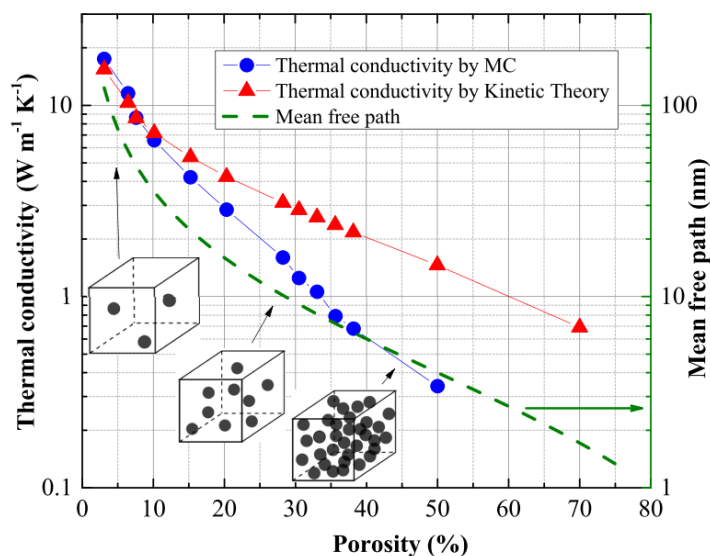 Thermal conductivity by MC
Thermal conductivity by Kinetic Theory
Mean free path
Thermal conductivity (W m⁻¹ K⁻¹)
10
1
0.1
Mean free path (nm)
100
10
1
0
10
20
30
40
50
60
70
80
Porosity (%)